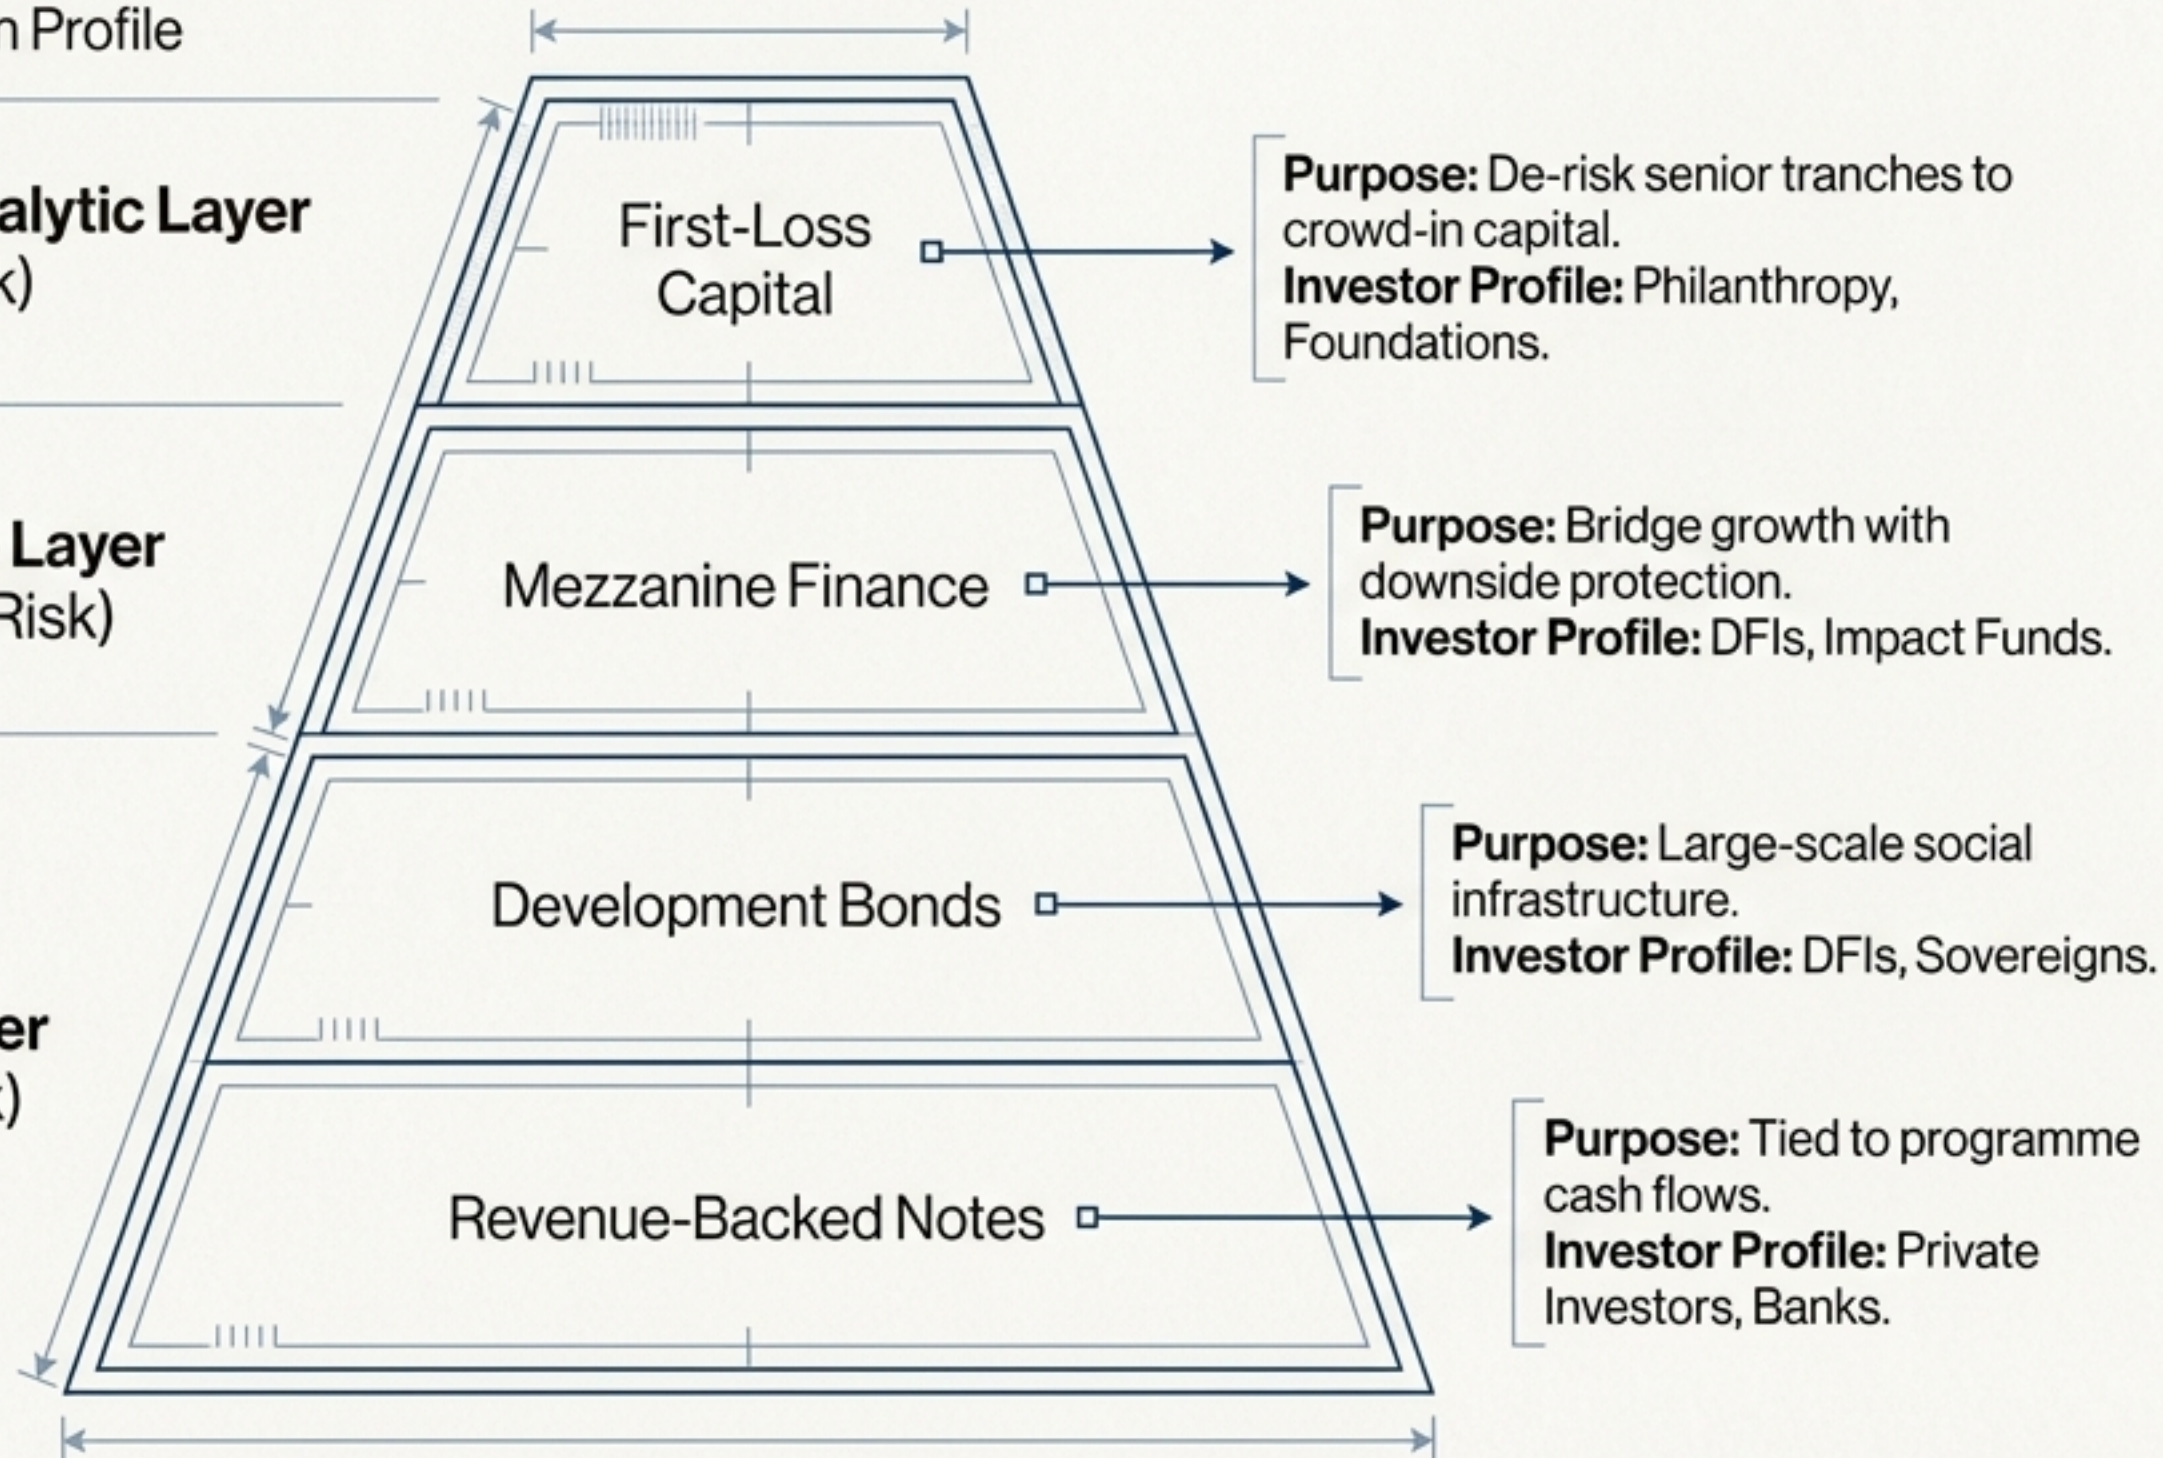 Profile
Layer
First-Loss
Capital
Purpose: De-risk senior tranches to
crowd-in capital.
Investor Profile: Philanthropy,
Foundations.
Layer
Risk)
Mezzanine Finance
Purpose: Bridge growth with
downside protection.
Investor Profile: DFIs, Impact Funds.
Development Bonds
Purpose: Large-scale social
infrastructure.
Investor Profile: DFIs, Sovereigns.
Revenue-Backed Notes
Purpose: Tied to programme
cash flows.
Investor Profile: Private
Investors, Banks.